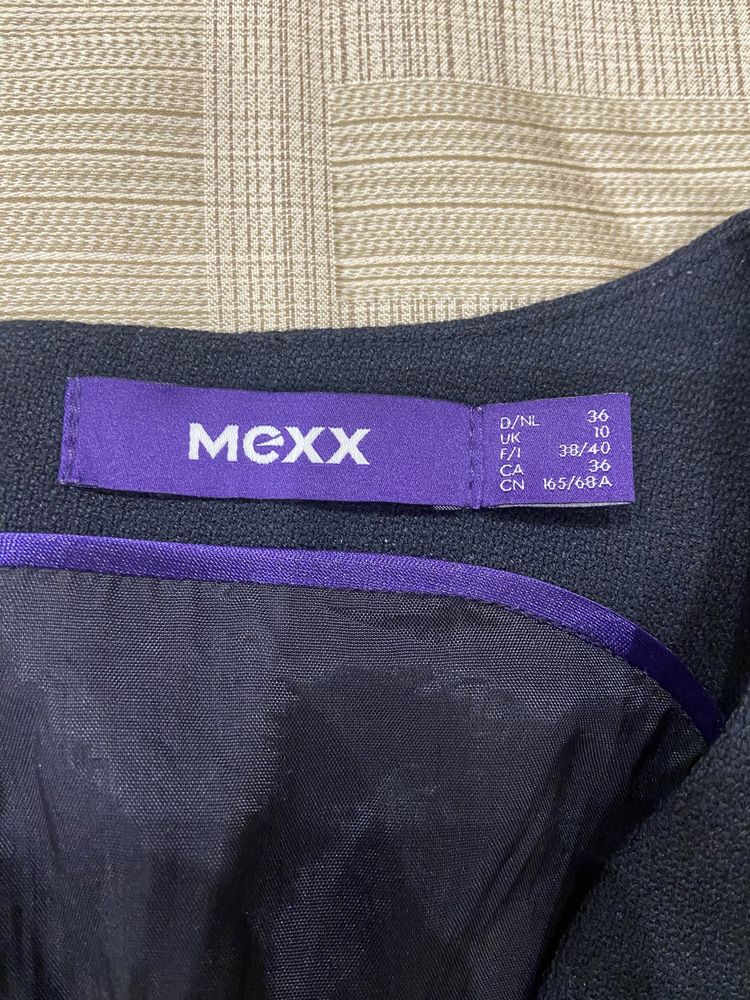 Mexx
D/NL 36
UK 10
F/I 38/40
CA 36
CN 165/68A